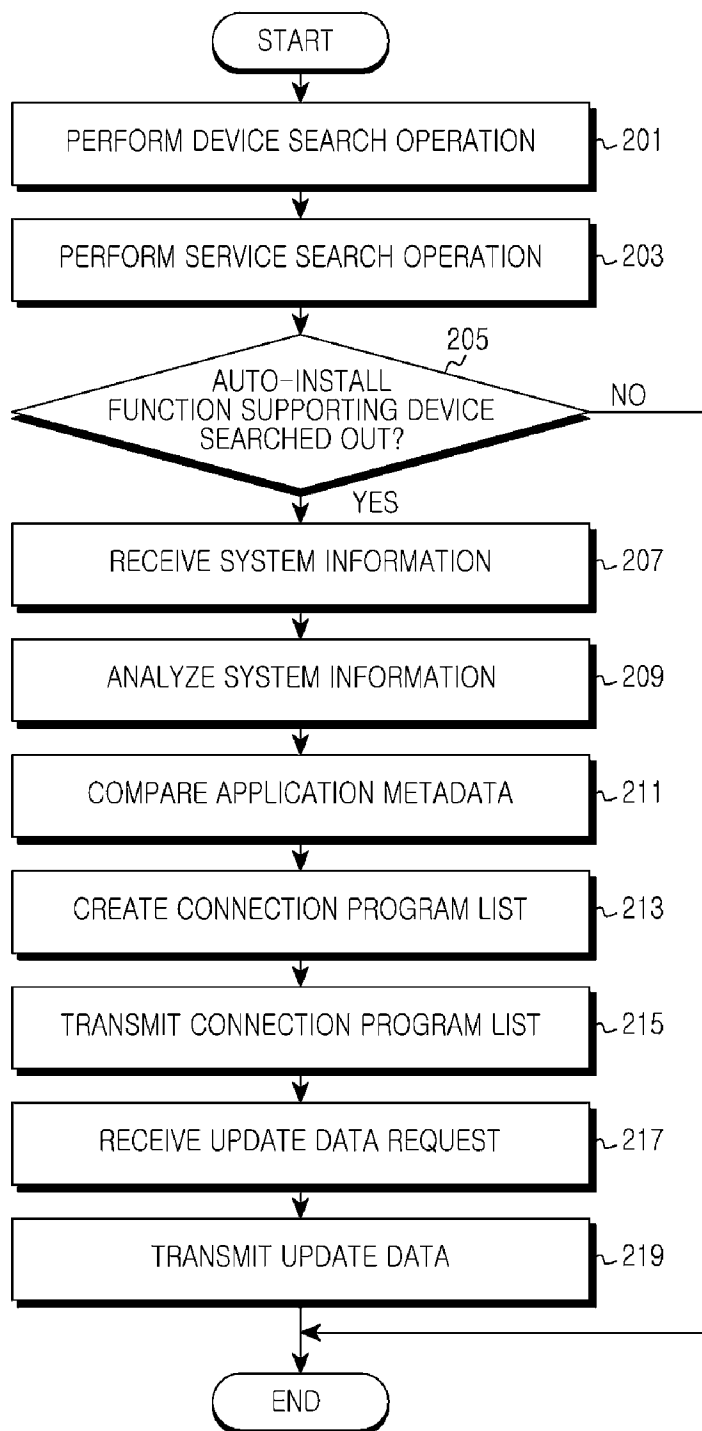 START
PERFORM DEVICE SEARCH OPERATION
201
PERFORM SERVICE SEARCH OPERATION
203
205
AUTO-INSTALL
FUNCTION SUPPORTING DEVICE
SEARCHED OUT?
NO
YES
RECEIVE SYSTEM INFORMATION
207
ANALYZE SYSTEM INFORMATION
209
COMPARE APPLICATION METADATA
211
CREATE CONNECTION PROGRAM LIST
213
TRANSMIT CONNECTION PROGRAM LIST
215
RECEIVE UPDATE DATA REQUEST
217
TRANSMIT UPDATE DATA
219
END